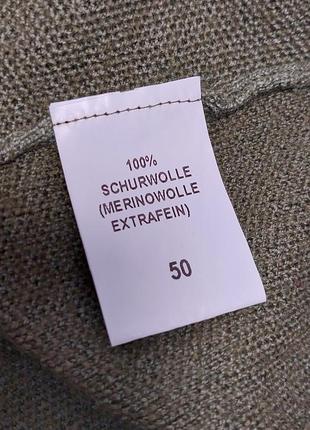 100%
SCHURWOLLE
(MERINOWOLLE
EXTRAFEIN)
50